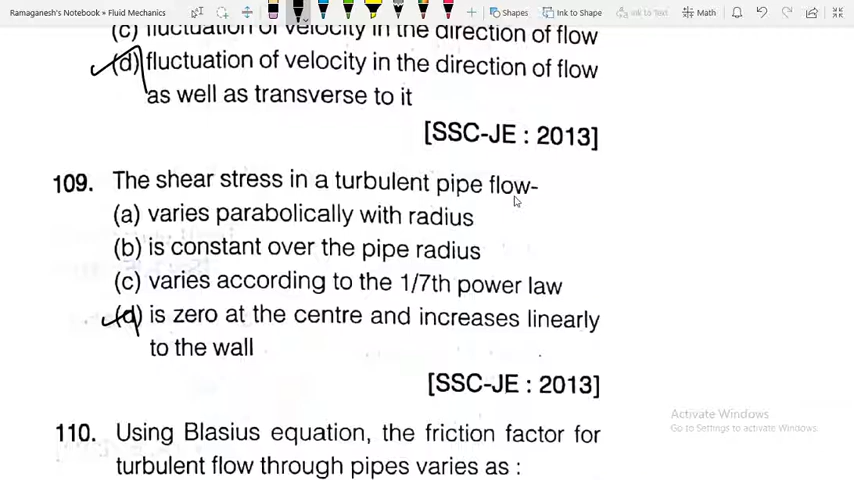 Ramaganesh's Notebook » Fluid Mechanics
Shapes
Ink to Shape
Ink to Text
Math
(c) fluctuation of velocity in the direction of flow
(d) fluctuation of velocity in the direction of flow
as well as transverse to it
[SSC-JE : 2013]
109. The shear stress in a turbulent pipe flow-
(a) varies parabolically with radius
(b) is constant over the pipe radius
(c) varies according to the 1/7th power law
(d) is zero at the centre and increases linearly
to the wall
[SSC-JE : 2013]
Activate Windows
Go to Settings to activate Windows.
110. Using Blasius equation, the friction factor for
turbulent flow through pipes varies as :